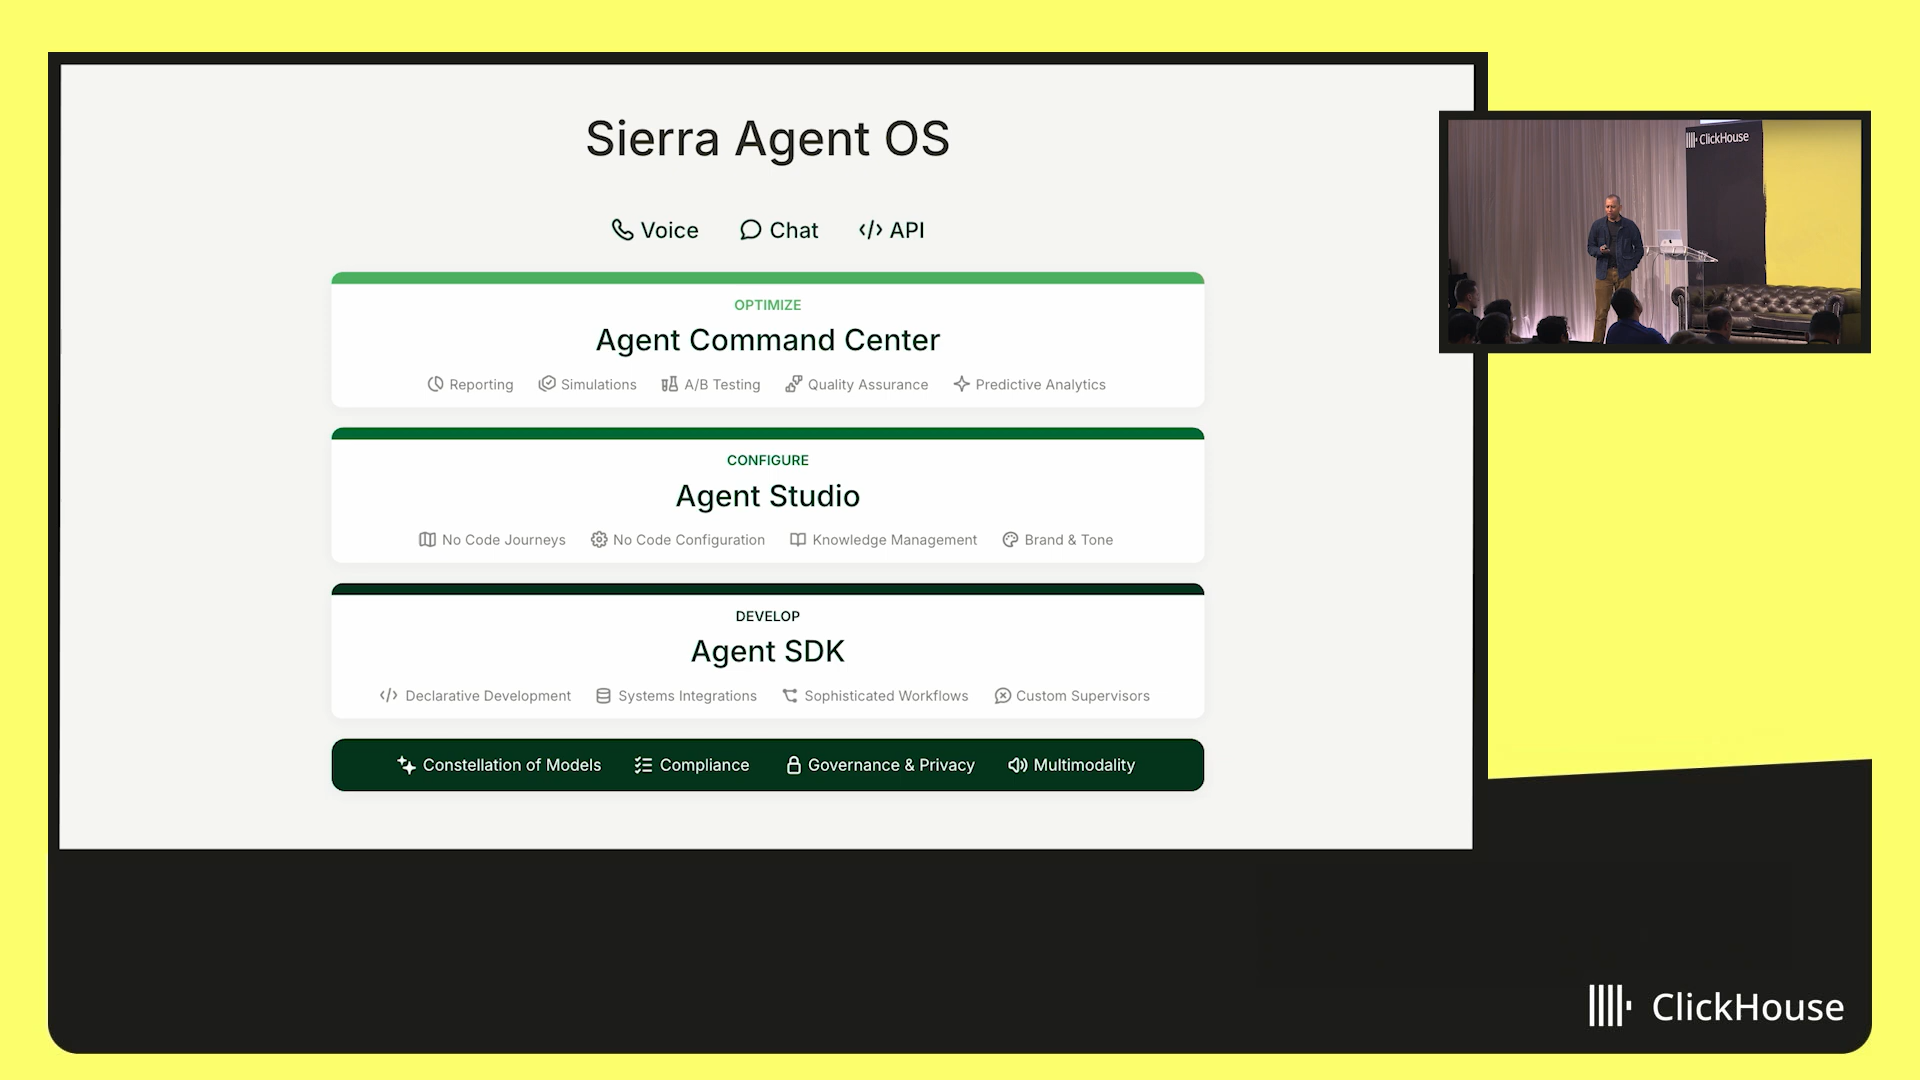 Sierra Agent OS
Voice Chat API
OPTIMIZE
Agent Command Center
Reporting Simulations A/B Testing Quality Assurance Predictive Analytics
CONFIGURE
Agent Studio
No Code Journeys No Code Configuration Knowledge Management Brand & Tone
DEVELOP
Agent SDK
Declarative Development Systems Integrations Sophisticated Workflows Custom Supervisors
Constellation of Models Compliance Governance & Privacy Multimodality
ClickHouse
ClickHouse